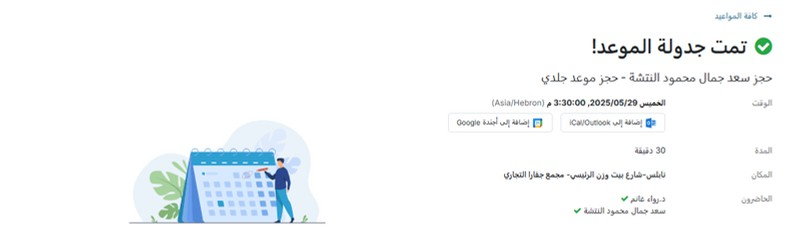 → كافة المواعيد
تمت جدولة الموعد!
حجز سعد جمال محمود النتشة - حجز موعد جلدي
الوقت الخميس 2025/05/29, 3:30:00 م (Asia/Hebron)
إضافة إلى iCal/Outlook إضافة إلى أجندة Google
المدة 30 دقيقة
المكان نابلس-شارع بيت وزن الرئيسي- مجمع جفارا التجاري
الحاضرون د.رواء غانم
سعد جمال محمود النتشة